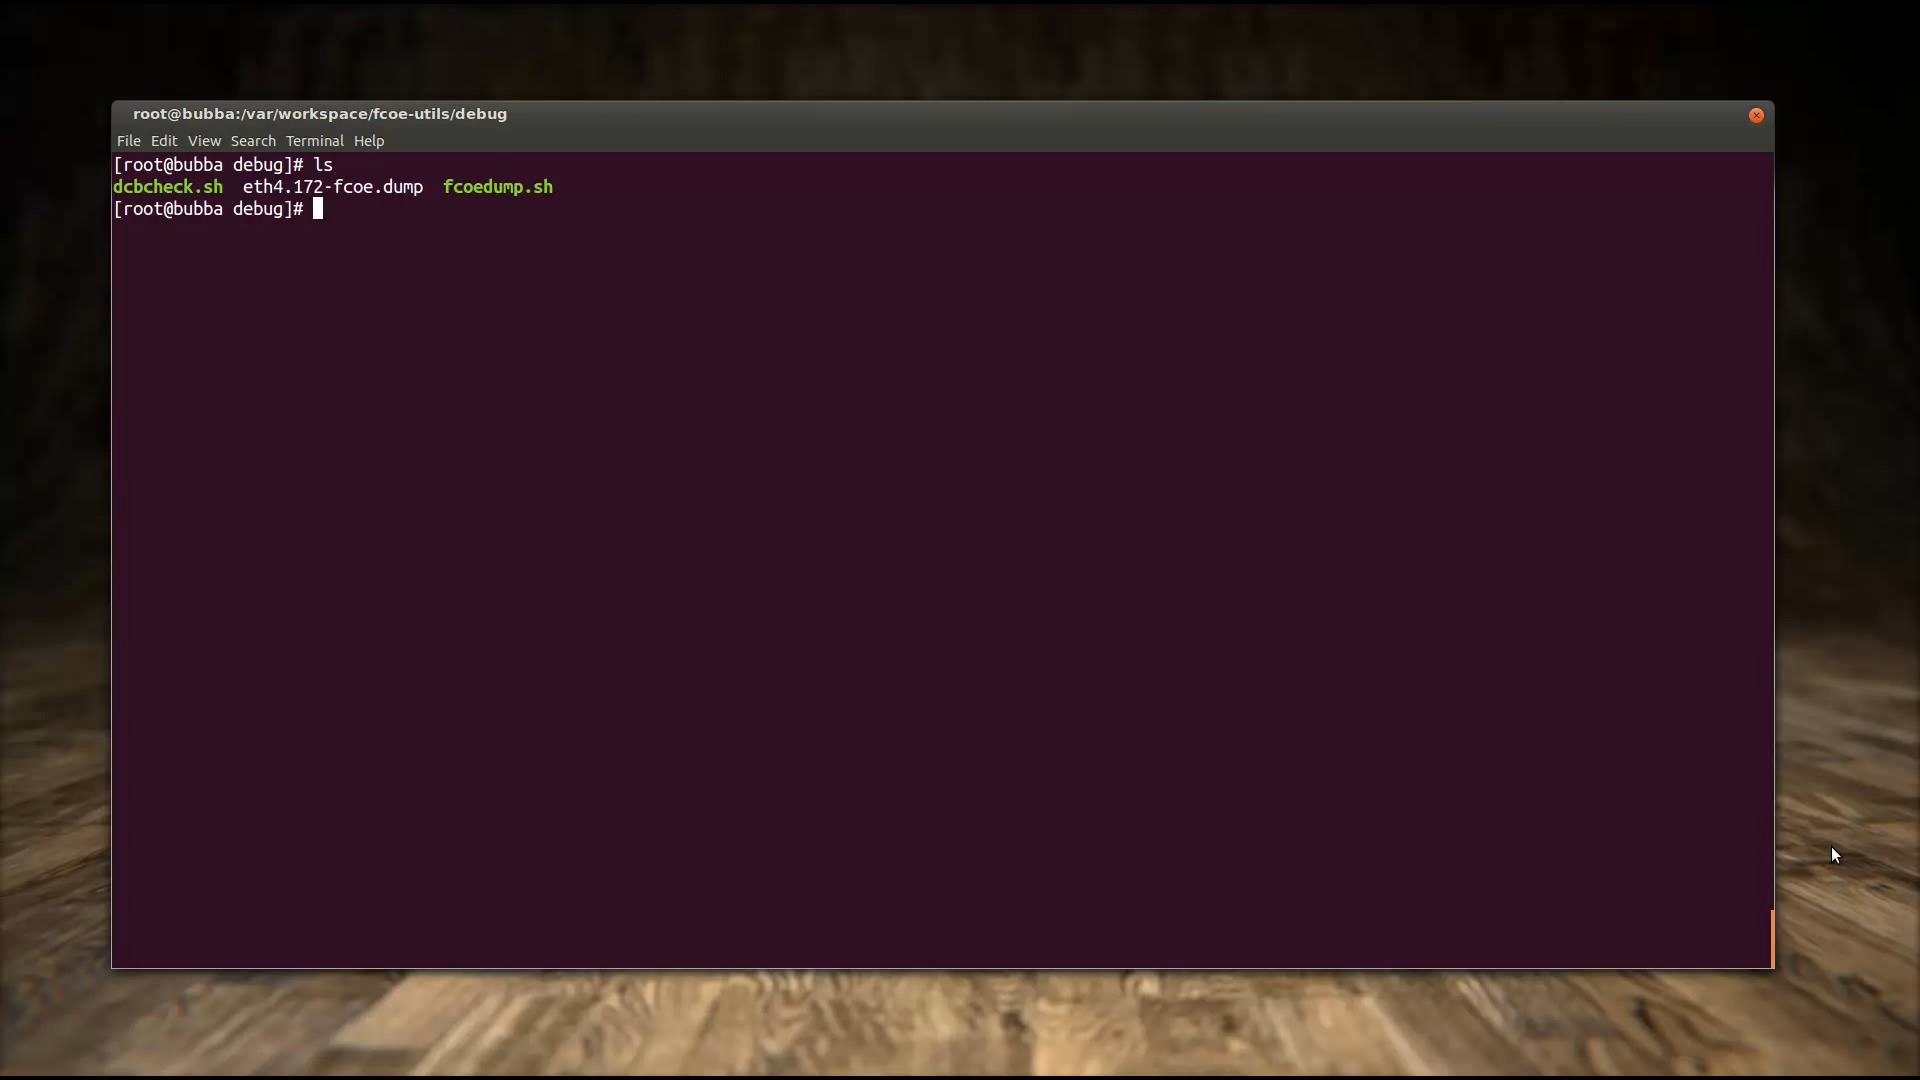 root@bubba:/var/workspace/fcoe-utils/debug
File Edit View Search Terminal Help
[root@bubba debug]# ls
dcbcheck.sh  eth4.172-fcoe.dump  fcoedump.sh
[root@bubba debug]#